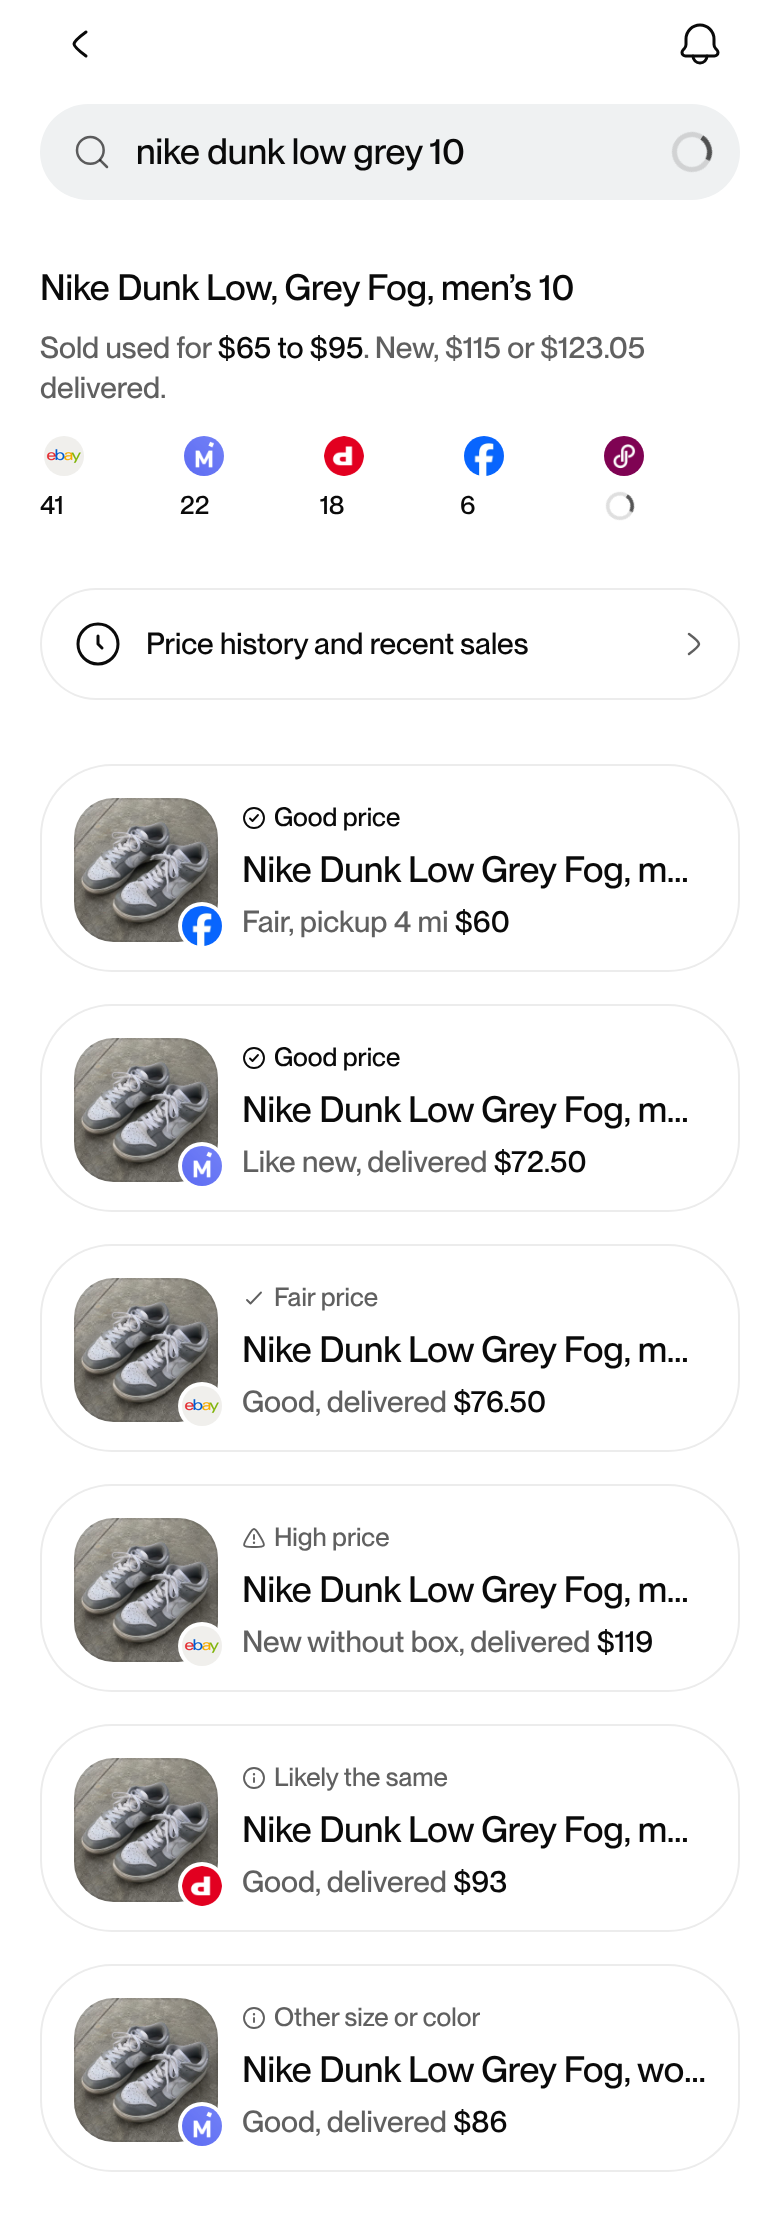 nike dunk low grey 10
Nike Dunk Low, Grey Fog, men’s 10
Sold used for $65 to $95. New, $115 or $123.05
delivered.
ebay
41
22
18
6
Price history and recent sales
Good price
Nike Dunk Low Grey Fog, m...
Fair, pickup 4 mi $60
Good price
Nike Dunk Low Grey Fog, m...
Like new, delivered $72.50
Fair price
Nike Dunk Low Grey Fog, m...
ebay
Good, delivered $76.50
High price
Nike Dunk Low Grey Fog, m...
ebay
New without box, delivered $119
Likely the same
Nike Dunk Low Grey Fog, m...
Good, delivered $93
Other size or color
Nike Dunk Low Grey Fog, wo...
Good, delivered $86